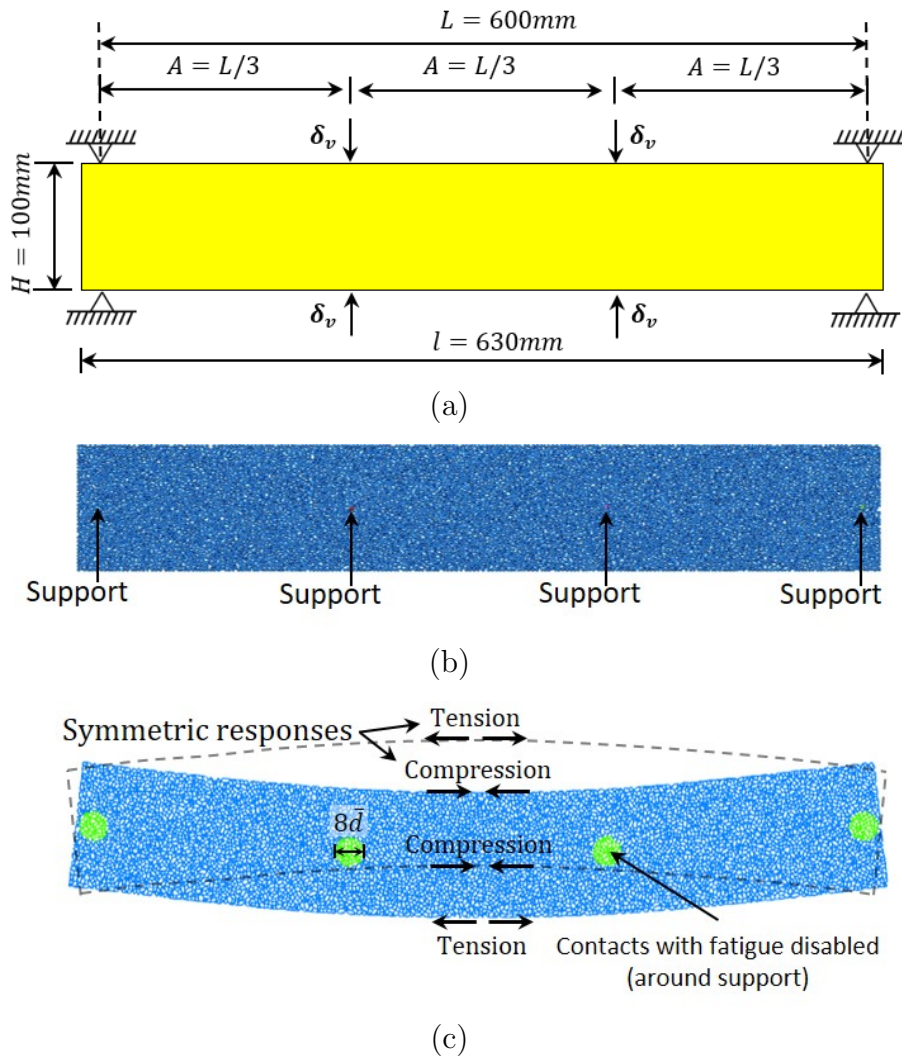 L = 600mm
A = L/3 A = L/3 A = L/3
δ_v δ_v
H = 100mm
δ_v δ_v
l = 630mm
(a)
Support Support Support Support
(b)
Symmetric responses
Tension
Compression
8d̄
Compression
Tension
Contacts with fatigue disabled
(around support)
(c)